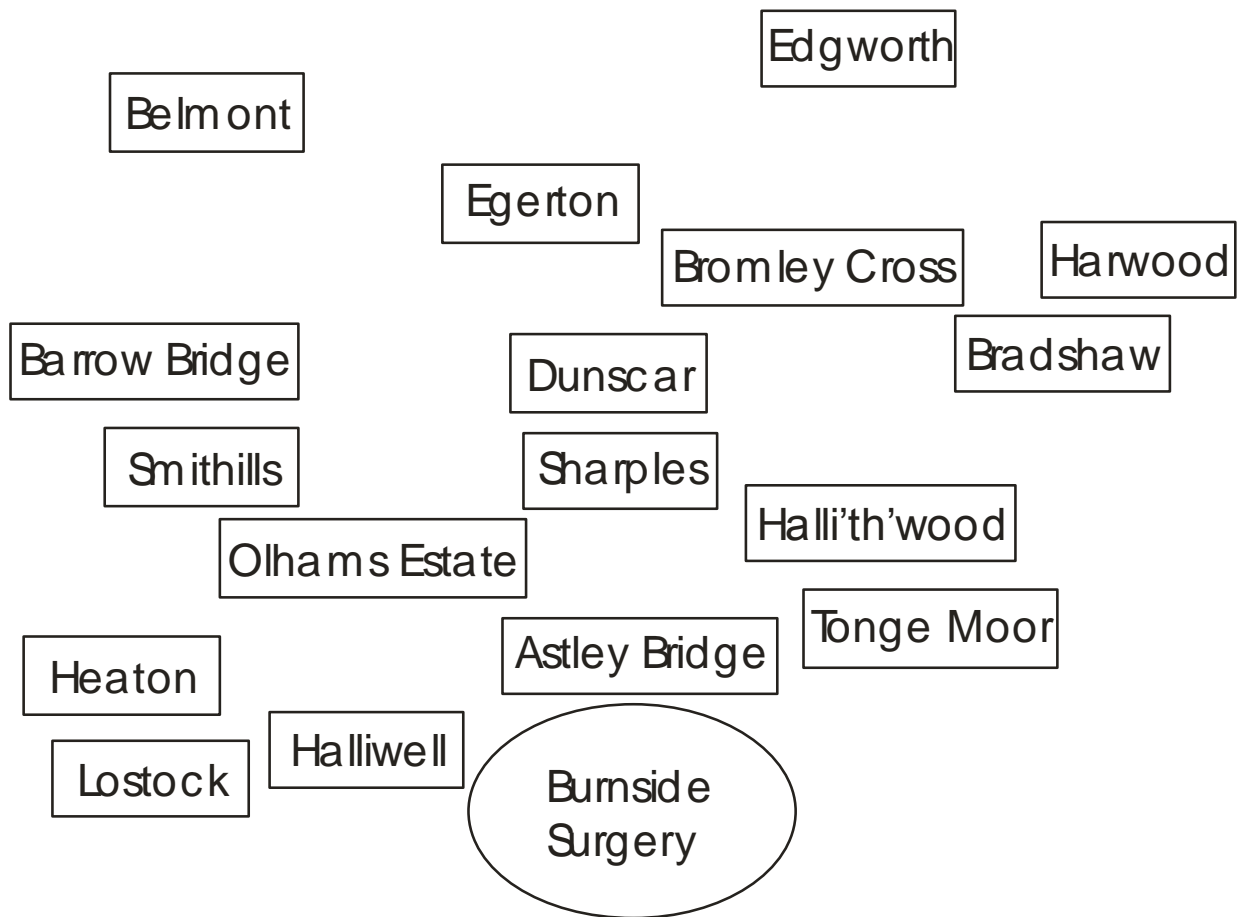 Edgworth
Belmont
Egerton
Bromley Cross
Harwood
Barrow Bridge
Dunscar
Bradshaw
Smithills
Sharples
Halli’th’wood
Olhams Estate
Tonge Moor
Astley Bridge
Heaton
Halliwell
Lostock
Burnside
Surgery